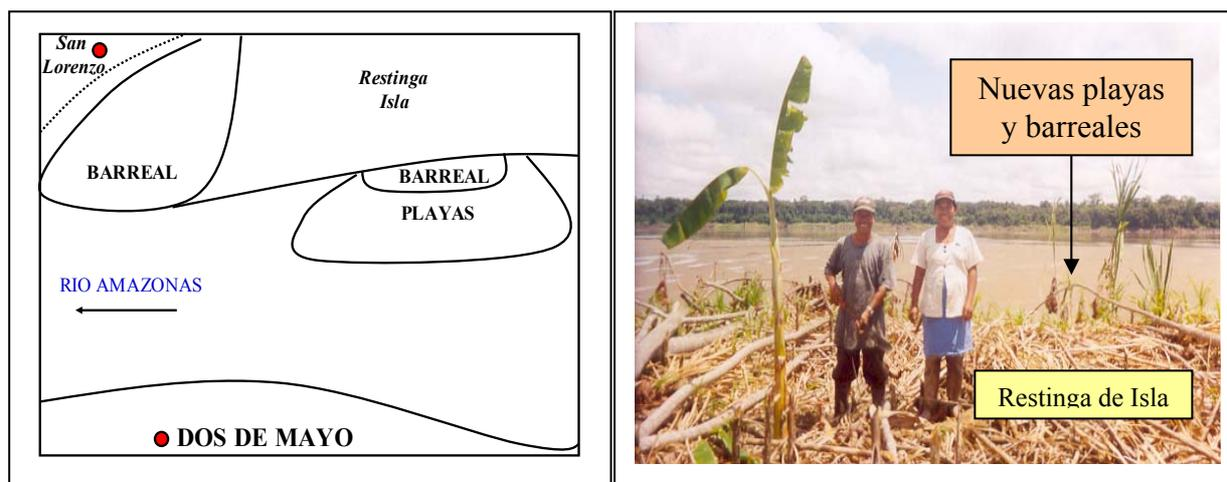 San
Lorenzo
Restinga
Isla
BARREAL
BARREAL
PLAYAS
RIO AMAZONAS
DOS DE MAYO
Nuevas playas
y barreales
Restinga de Isla